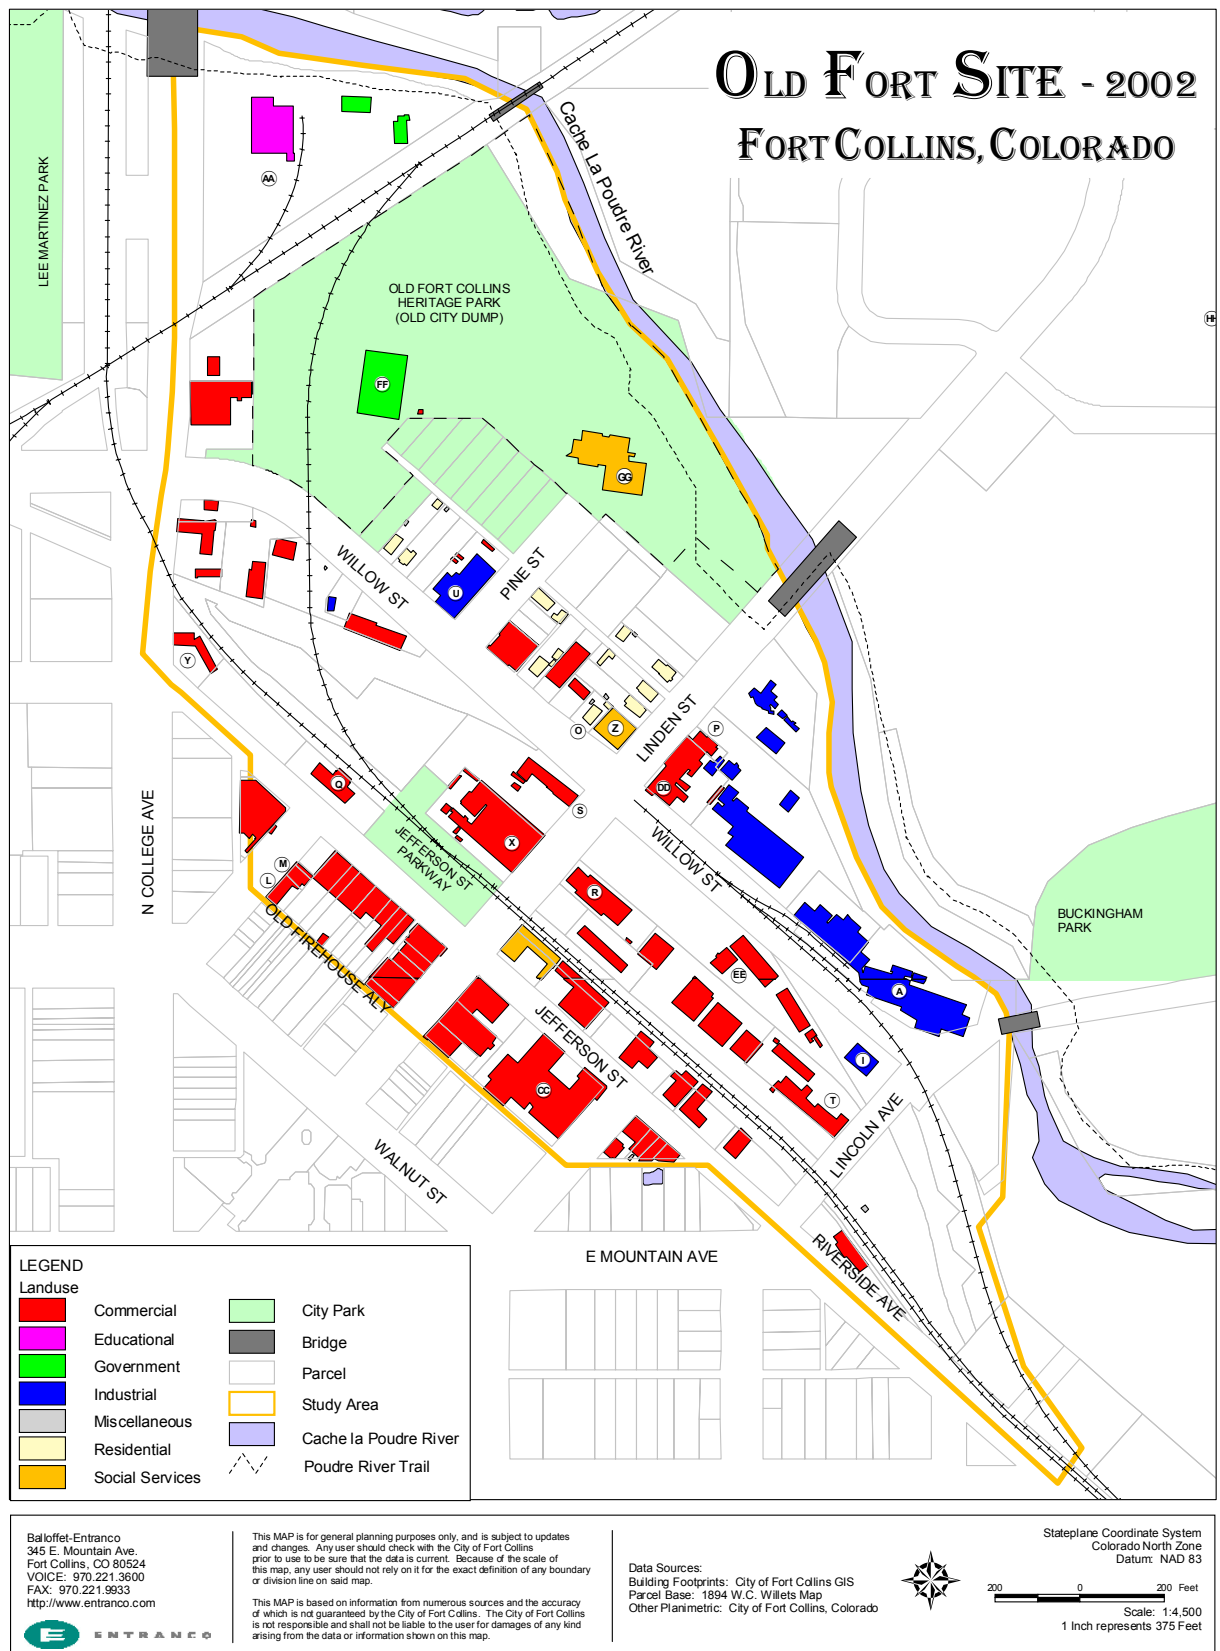 OLD FORT SITE - 2002
FORT COLLINS, COLORADO
Cache La Poudre River
LEE MARTINEZ PARK
AA
OLD FORT COLLINS
HERITAGE PARK
(OLD CITY DUMP)
HH
FF
GG
WILLOW ST
PINE ST
U
Y
O
Z
LINDEN ST
P
N COLLEGE AVE
Q
DD
S
X
JEFFERSON ST
PARKWAY
WILLOW ST
M
L
R
OLD FIREHOUSE ALY
BUCKINGHAM
PARK
EE
A
JEFFERSON ST
I
CC
T
LINCOLN AVE
WALNUT ST
E MOUNTAIN AVE
RIVERSIDE AVE
LEGEND
Landuse
Commercial
Educational
Government
Industrial
Miscellaneous
Residential
Social Services
City Park
Bridge
Parcel
Study Area
Cache la Poudre River
Poudre River Trail
Balloffet-Entranco
345 E. Mountain Ave.
Fort Collins, CO 80524
VOICE: 970.221.3600
FAX: 970.221.9933
http://www.entranco.com
E ENTRANCO
This MAP is for general planning purposes only, and is subject to updates
and changes. Any user should check with the City of Fort Collins
prior to use to be sure that the data is current. Because of the scale of
this map, any user should not rely on it for the exact definition of any boundary
or division line on said map.
This MAP is based on information from numerous sources and the accuracy
of which is not guaranteed by the City of Fort Collins. The City of Fort Collins
is not responsible and shall not be liable to the user for damages of any kind
arising from the data or information shown on this map.
Data Sources:
Building Footprints: City of Fort Collins GIS
Parcel Base: 1894 W.C. Willets Map
Other Planimetric: City of Fort Collins, Colorado
Stateplane Coordinate System
Colorado North Zone
Datum: NAD 83
200 0 200 Feet
Scale: 1:4,500
1 Inch represents 375 Feet